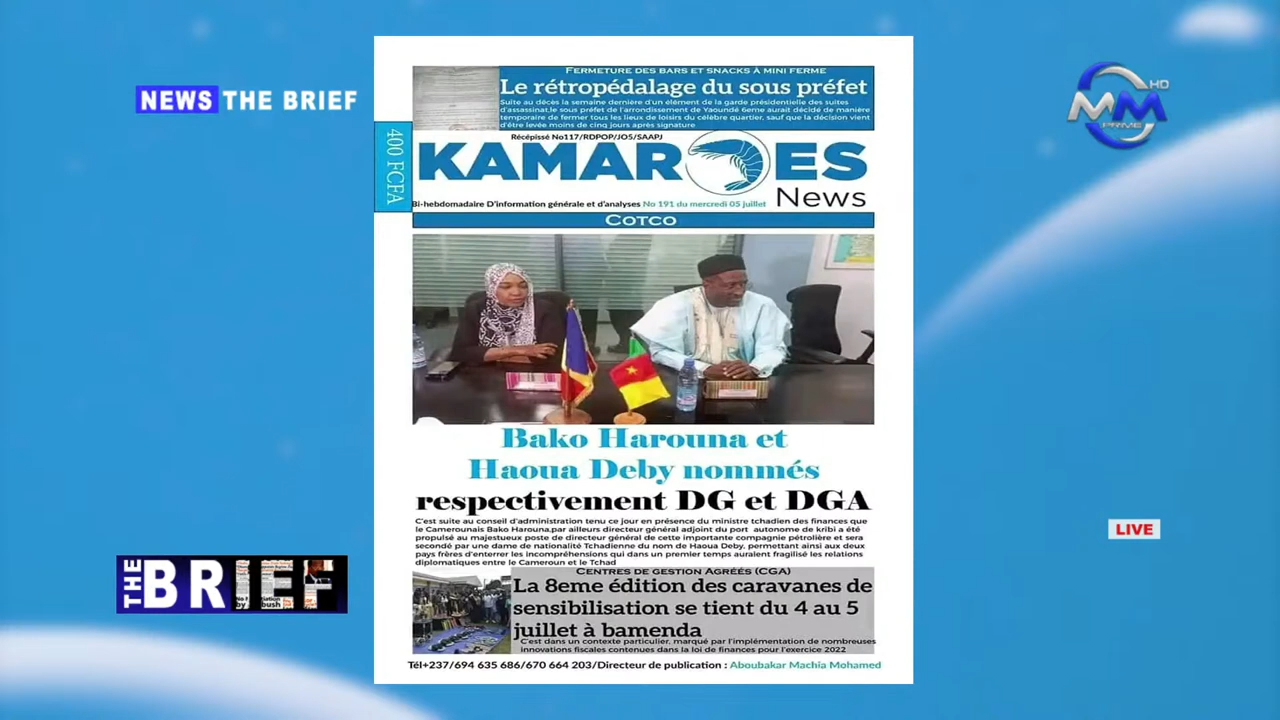 NEWS THE BRIEF
MM HD
PRIME
FERMETURE DES BARS ET SNACKS À MINI FERME
Le rétropédalage du sous préfet
Suite au décès la semaine dernière d'un élément de la garde présidentielle des suites
d'assassinat,le sous préfet de l'arrondissement de Yaoundé 6eme aurait décidé de manière
temporaire de fermer tous les lieux de loisirs du célèbre quartier, sauf que la décision vient
d'être levée moins de cinq jours après signature
400 FCFA
Récépissé No117/RDPOP/JO5/SAAPJ
KAMAR ES
News
Bi-hebdomadaire D'information générale et d'analyses No 191 du mercredi 05 juillet
COTCO
Bako Harouna et
Haoua Deby nommés
respectivement DG et DGA
C'est suite au conseil d'administration tenu ce jour en présence du ministre tchadien des finances que
le Camerounais Bako Harouna,par ailleurs directeur général adjoint du port autonome de kribi a été
propulsé au majestueux poste de directeur général de cette importante compagnie pétrolière et sera
secondé par une dame de nationalité Tchadienne du nom de Haoua Deby, permettant ainsi aux deux
pays frères d'enterrer les incompréhensions qui dans un premier temps auraient fragilisé les relations
diplomatiques entre le Cameroun et le Tchad
CENTRES DE GESTION AGRÉÉS (CGA)
La 8eme édition des caravanes de
sensibilisation se tient du 4 au 5
juillet à bamenda
C'est dans un contexte particulier, marqué par l'implémentation de nombreuses
innovations fiscales contenues dans la loi de finances pour l'exercice 2022
Tél+237/694 635 686/670 664 203/Directeur de publication : Aboubakar Machia Mohamed
LIVE
THE BRIEF